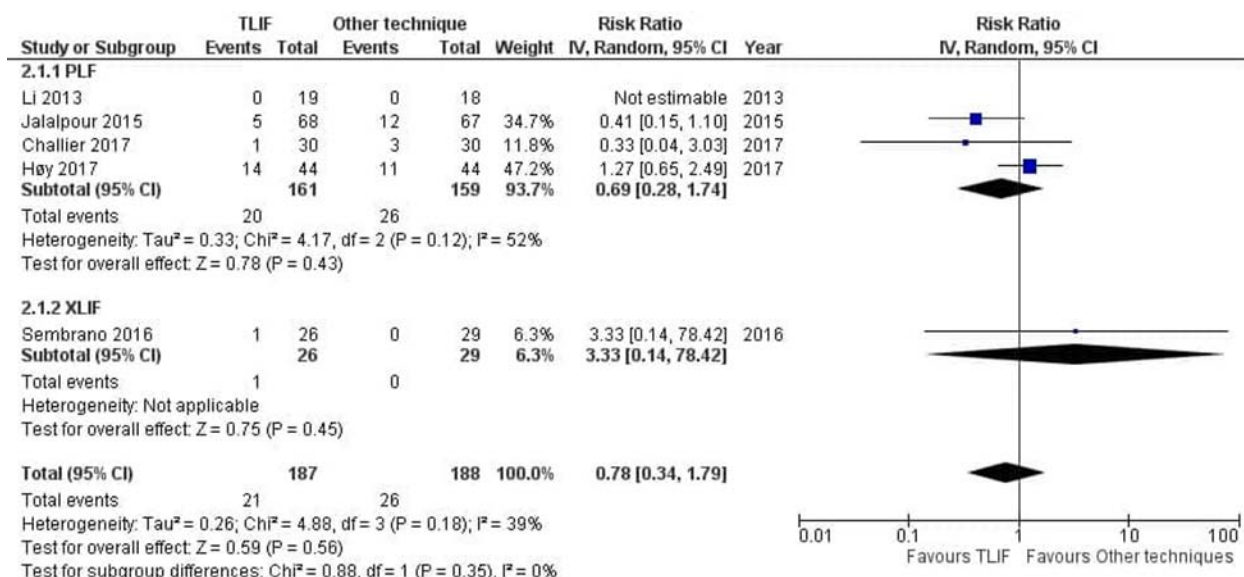 TLIF Other technique Risk Ratio Risk Ratio
Study or Subgroup Events Total Events Total Weight IV, Random, 95% CI Year IV, Random, 95% CI
2.1.1 PLF
Li 2013 0 19 0 18 Not estimable 2013
Jalalpour 2015 5 68 12 67 34.7% 0.41 [0.15, 1.10] 2015
Challier 2017 1 30 3 30 11.8% 0.33 [0.04, 3.03] 2017
Høy 2017 14 44 11 44 47.2% 1.27 [0.65, 2.49] 2017
Subtotal (95% CI) 161 159 93.7% 0.69 [0.28, 1.74]
Total events 20 26
Heterogeneity: Tau² = 0.33; Chi² = 4.17, df = 2 (P = 0.12); I² = 52%
Test for overall effect: Z = 0.78 (P = 0.43)
2.1.2 XLIF
Sembrano 2016 1 26 0 29 6.3% 3.33 [0.14, 78.42] 2016
Subtotal (95% CI) 26 29 6.3% 3.33 [0.14, 78.42]
Total events 1 0
Heterogeneity: Not applicable
Test for overall effect: Z = 0.75 (P = 0.45)
Total (95% CI) 187 188 100.0% 0.78 [0.34, 1.79]
Total events 21 26
Heterogeneity: Tau² = 0.26; Chi² = 4.88, df = 3 (P = 0.18); I² = 39%
Test for overall effect: Z = 0.59 (P = 0.56)
Test for subgroup differences: Chi² = 0.88, df = 1 (P = 0.35), I² = 0%
0.01 0.1 1 10 100
Favours TLIF Favours Other techniques